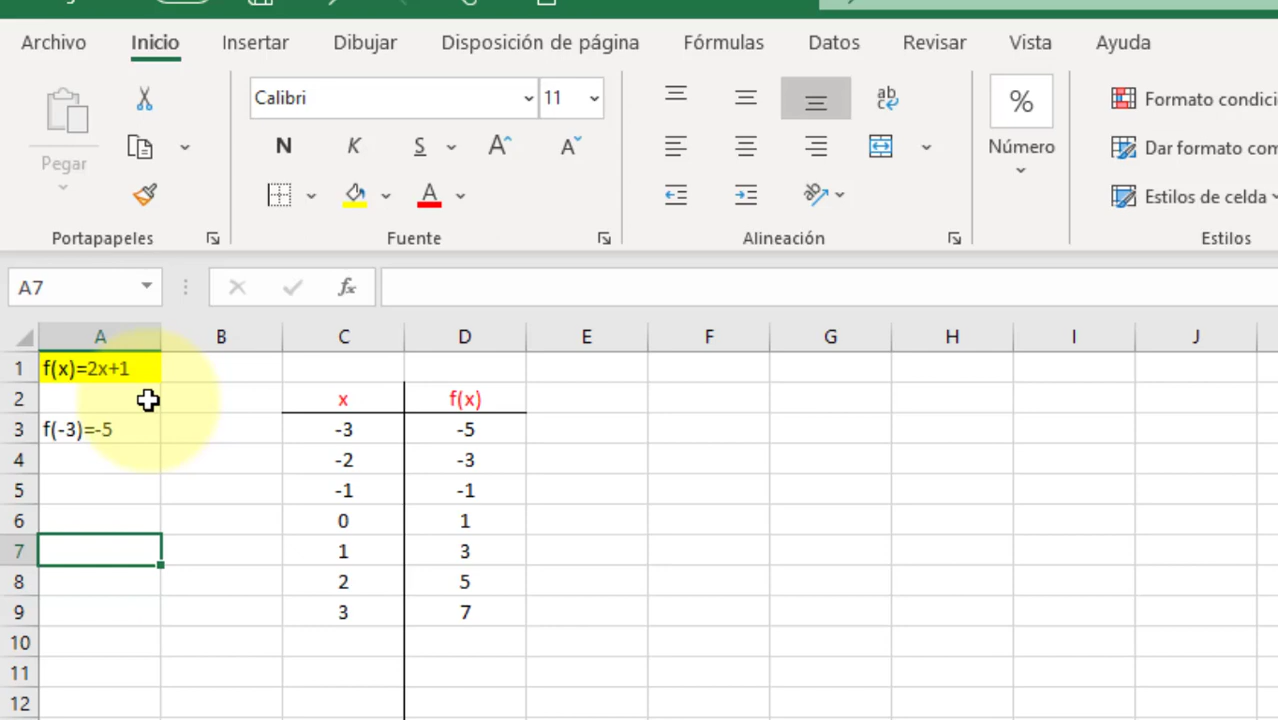 Archivo Inicio Insertar Dibujar Disposición de página Fórmulas Datos Revisar Vista Ayuda
Calibri 11 ab % Formato condici
Pegar N K S A A Número Dar formato com
A Estilos de celda
Portapapeles Fuente Alineación Estilos
A7 fx
A B C D E F G H I J
1 f(x)=2x+1
2 x f(x)
3 f(-3)=-5 -3 -5
4 -2 -3
5 -1 -1
6 0 1
7 1 3
8 2 5
9 3 7
10
11
12